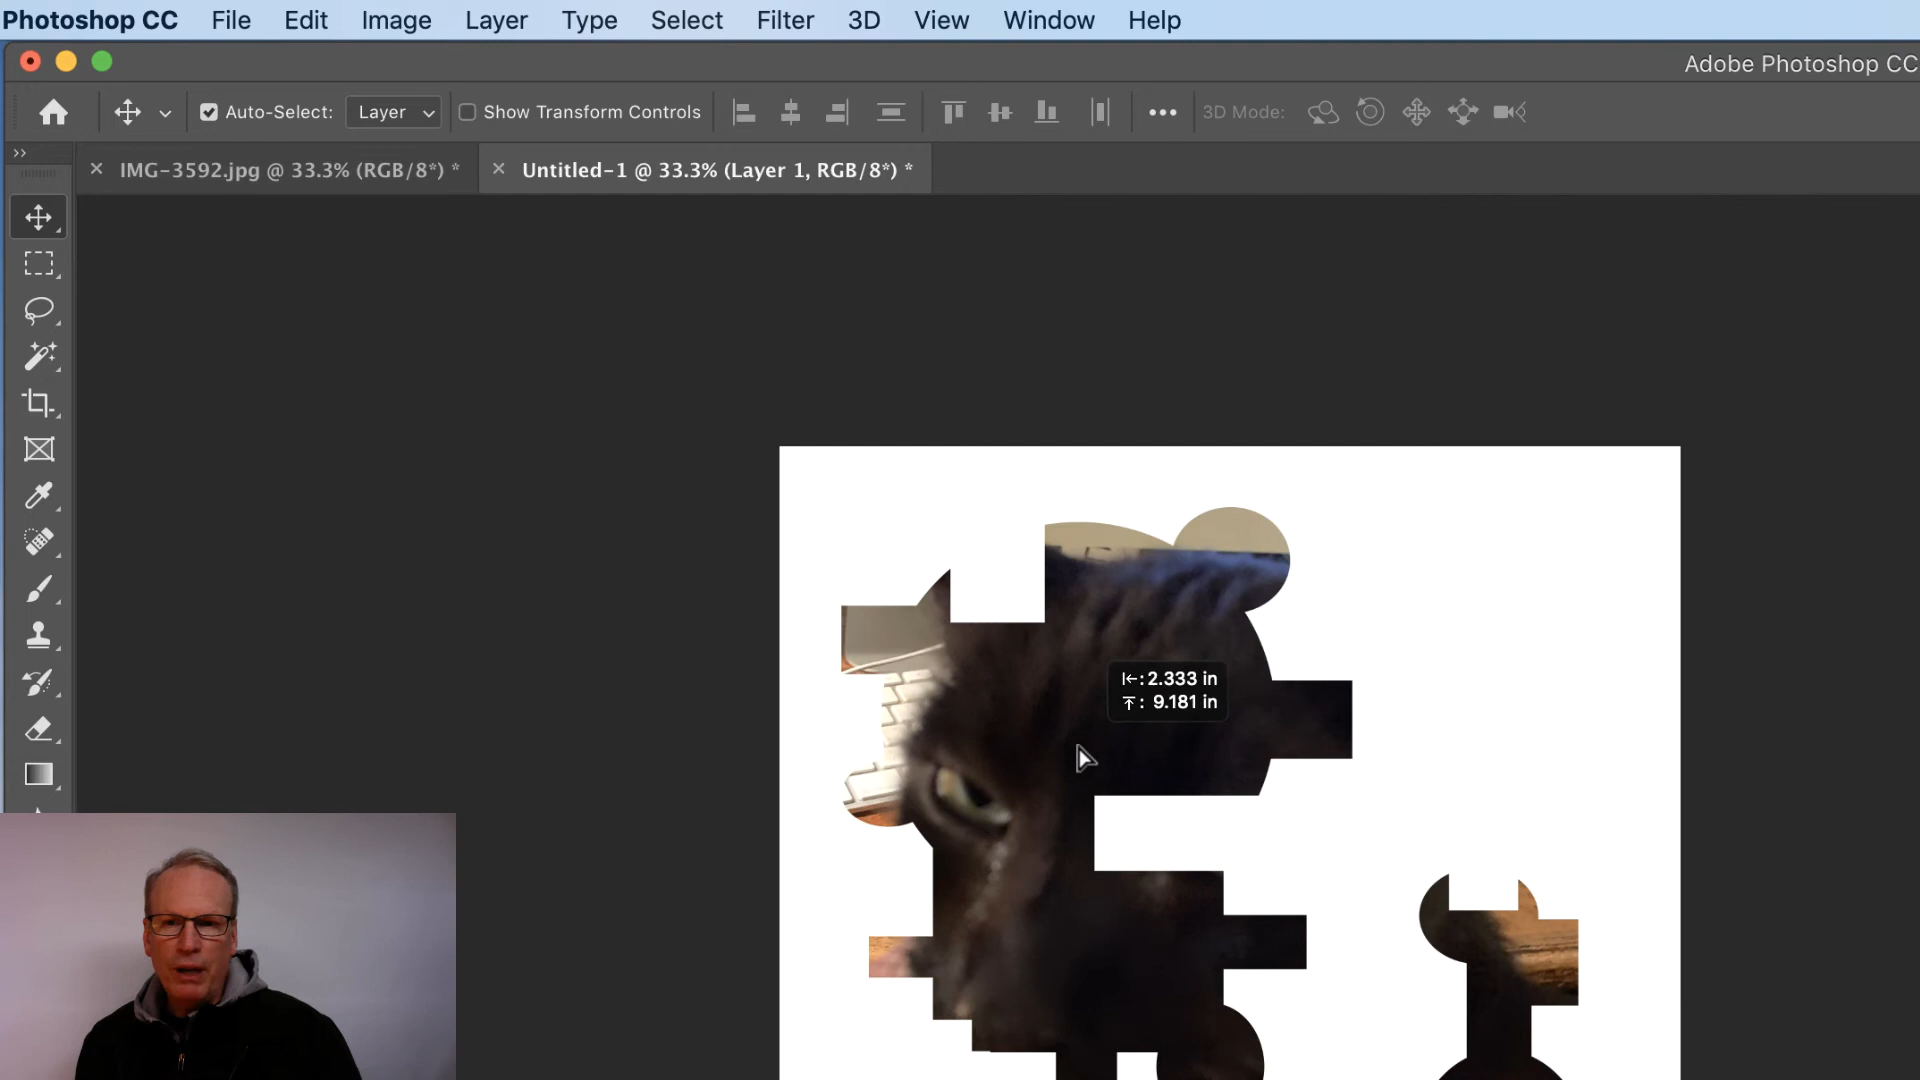 Photoshop CC File Edit Image Layer Type Select Filter 3D View Window Help
Adobe Photoshop CC
Auto-Select: Layer Show Transform Controls 3D Mode:
IMG-3592.jpg @ 33.3% (RGB/8*) * Untitled-1 @ 33.3% (Layer 1, RGB/8*) *
: 2.333 in
: 9.181 in